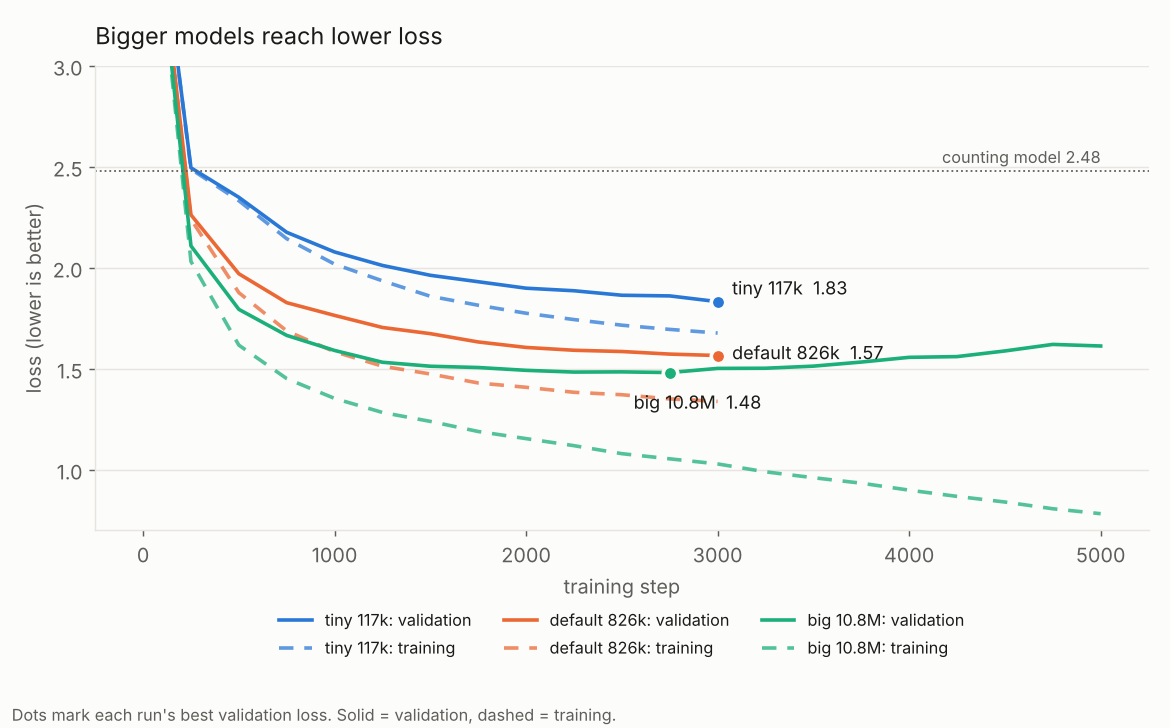 Bigger models reach lower loss
3.0
2.5
2.0
1.5
1.0
loss (lower is better)
counting model 2.48
tiny 117k 1.83
default 826k 1.57
big 10.8M 1.48
0 1000 2000 3000 4000 5000
training step
tiny 117k: validation default 826k: validation big 10.8M: validation
tiny 117k: training default 826k: training big 10.8M: training
Dots mark each run's best validation loss. Solid = validation, dashed = training.